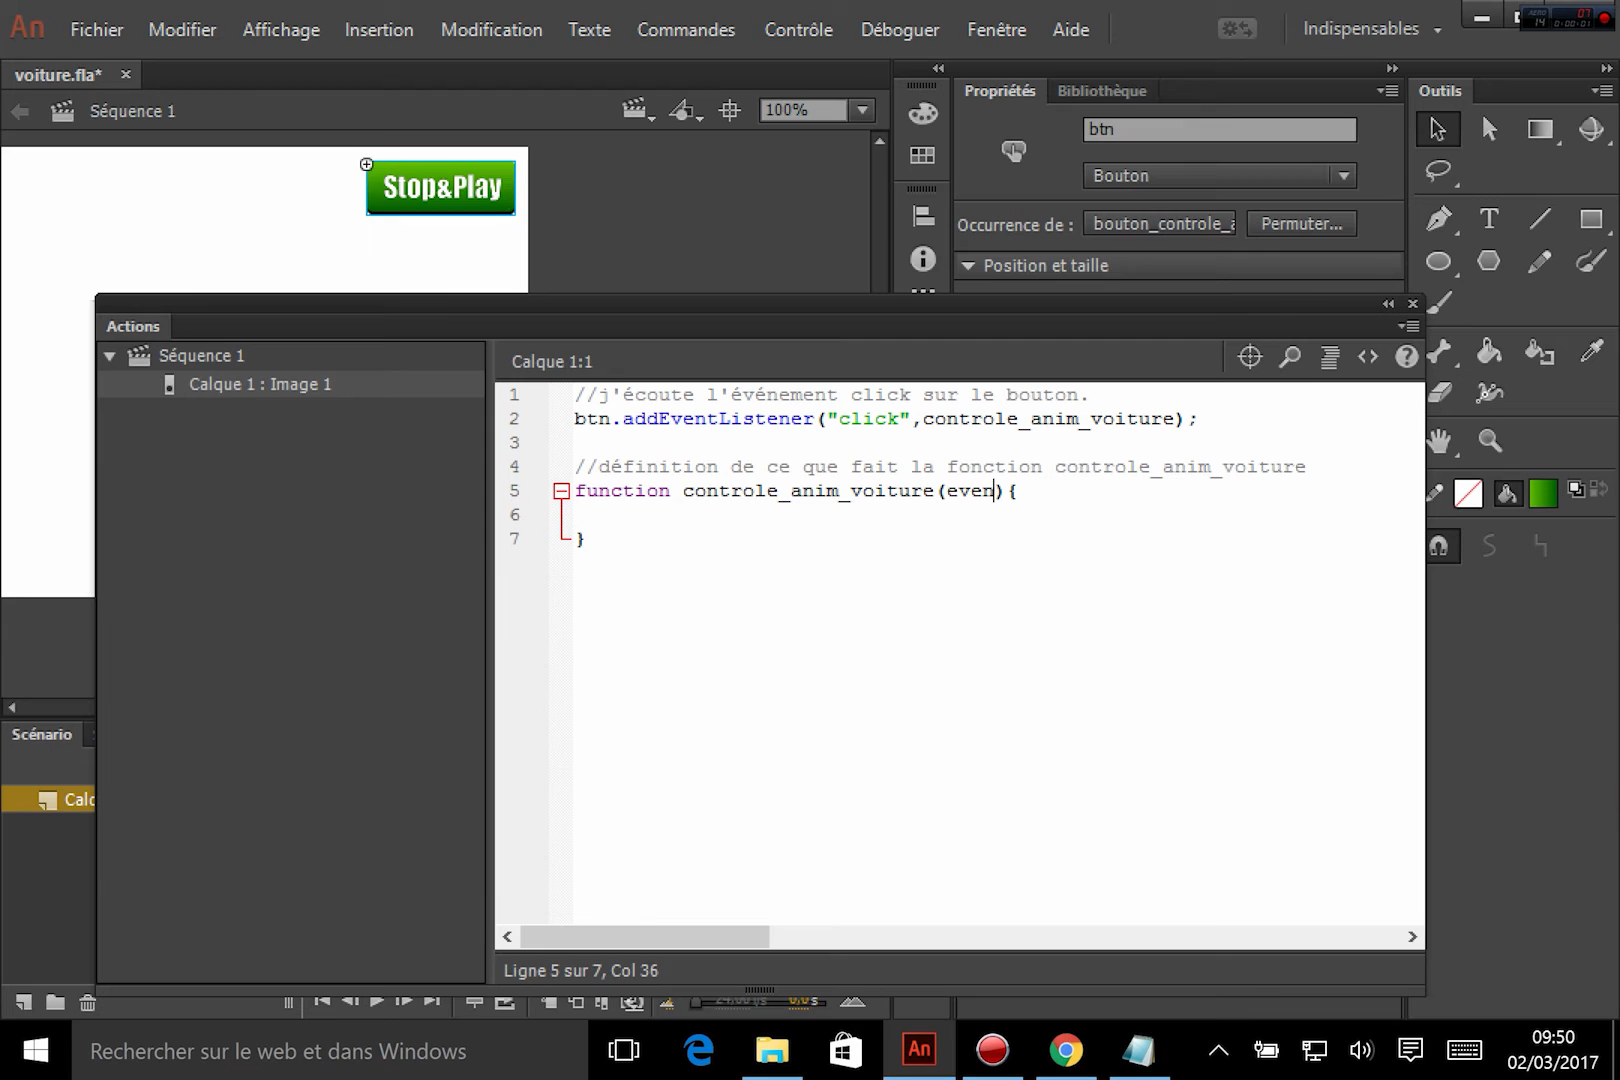 An Fichier Modifier Affichage Insertion Modification Texte Commandes Contrôle Déboguer Fenêtre Aide Indispensables
voiture.fla* ×
Séquence 1 100%
Propriétés Bibliothèque
Outils
btn
Bouton
Occurrence de : bouton_controle_a Permuter...
Position et taille
Stop&Play
Actions
Séquence 1
Calque 1 : Image 1
Calque 1:1
1 //j'écoute l'événement click sur le bouton.
2 btn.addEventListener("click",controle_anim_voiture);
3
4 //définition de ce que fait la fonction controle_anim_voiture
5 function controle_anim_voiture(even){
6
7 }
Ligne 5 sur 7, Col 36
Scénario
Calc
Rechercher sur le web et dans Windows
An
09:50
02/03/2017